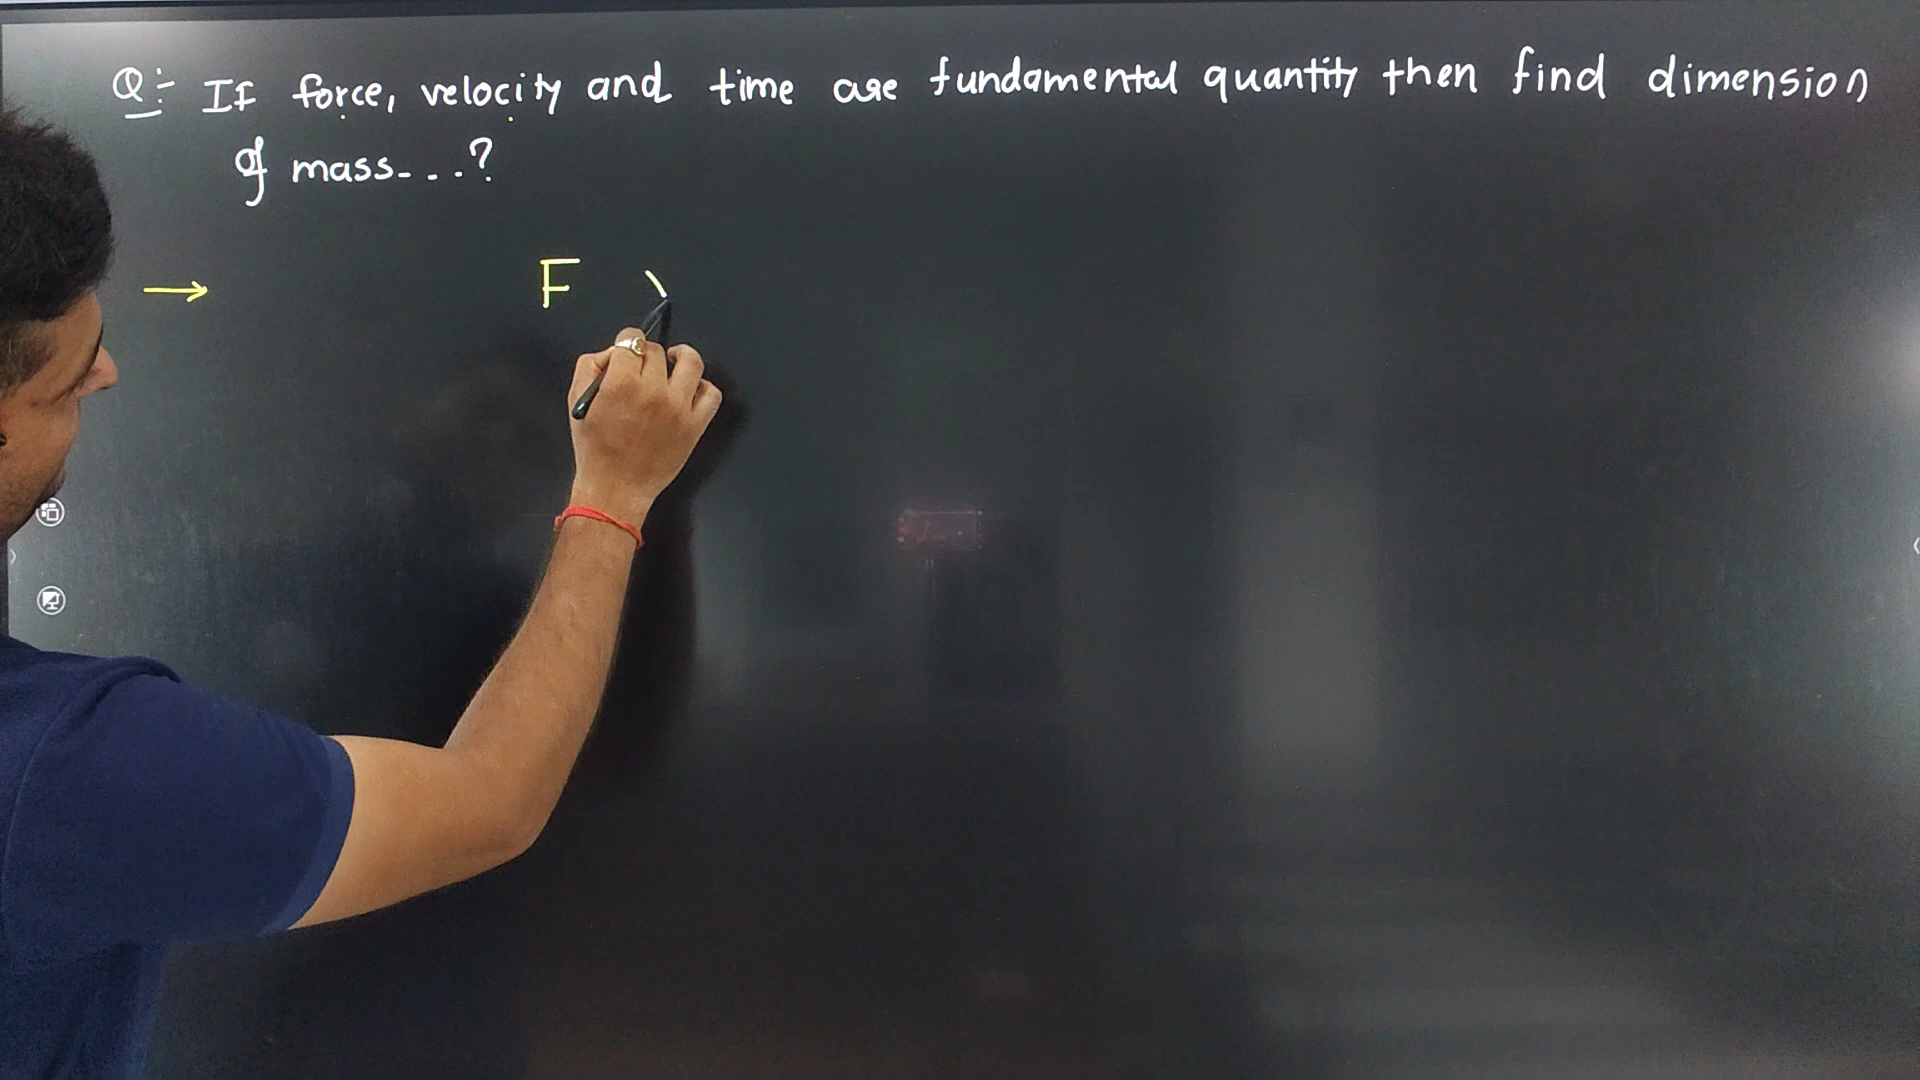 Q:- If force, velocity and time are fundamental quantity then find dimension
of mass...?
→ F